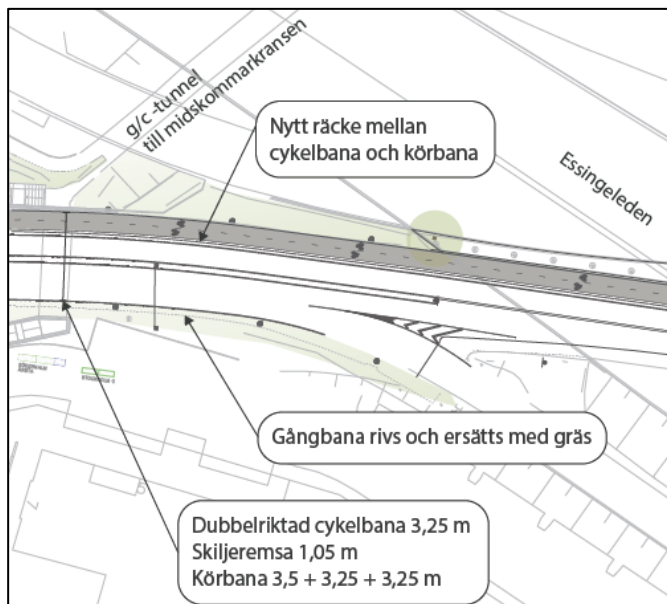 g/c -tunnel
till midskommarkransen
Nytt räcke mellan
cykelbana och körbana
Essingeleden
Gångbana rivs och ersätts med gräs
Dubbelriktad cykelbana 3,25 m
Skiljeremsa 1,05 m
Körbana 3,5 + 3,25 + 3,25 m